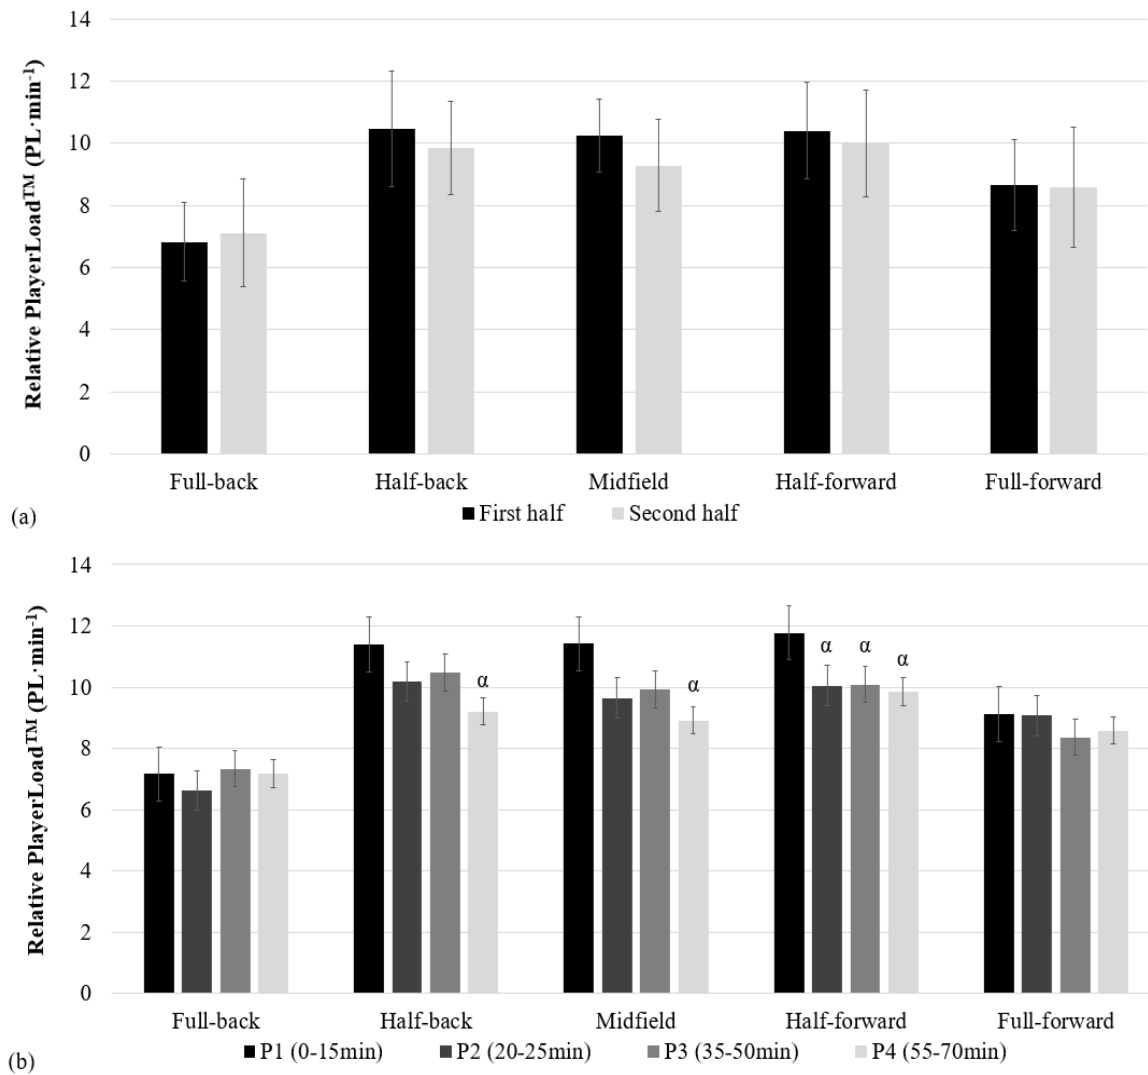 14
12
10
8
6
4
2
0
Relative PlayerLoad™ (PL·min⁻¹)
Full-back Half-back Midfield Half-forward Full-forward
(a)
First half Second half
14
12
10
8
6
4
2
0
Relative PlayerLoad™ (PL·min⁻¹)
α α α α α
Full-back Half-back Midfield Half-forward Full-forward
(b)
P1 (0-15min) P2 (20-25min) P3 (35-50min) P4 (55-70min)